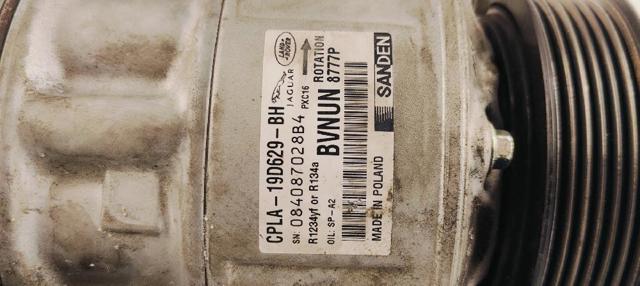 CPLA-19D629-BH
SN: 084087028B4
R1234yf or R134a
OIL: SP-A2
PXC16
JAGUAR
LAND ROVER
BVNUN
ROTATION
8777P
MADE IN POLAND
SANDEN